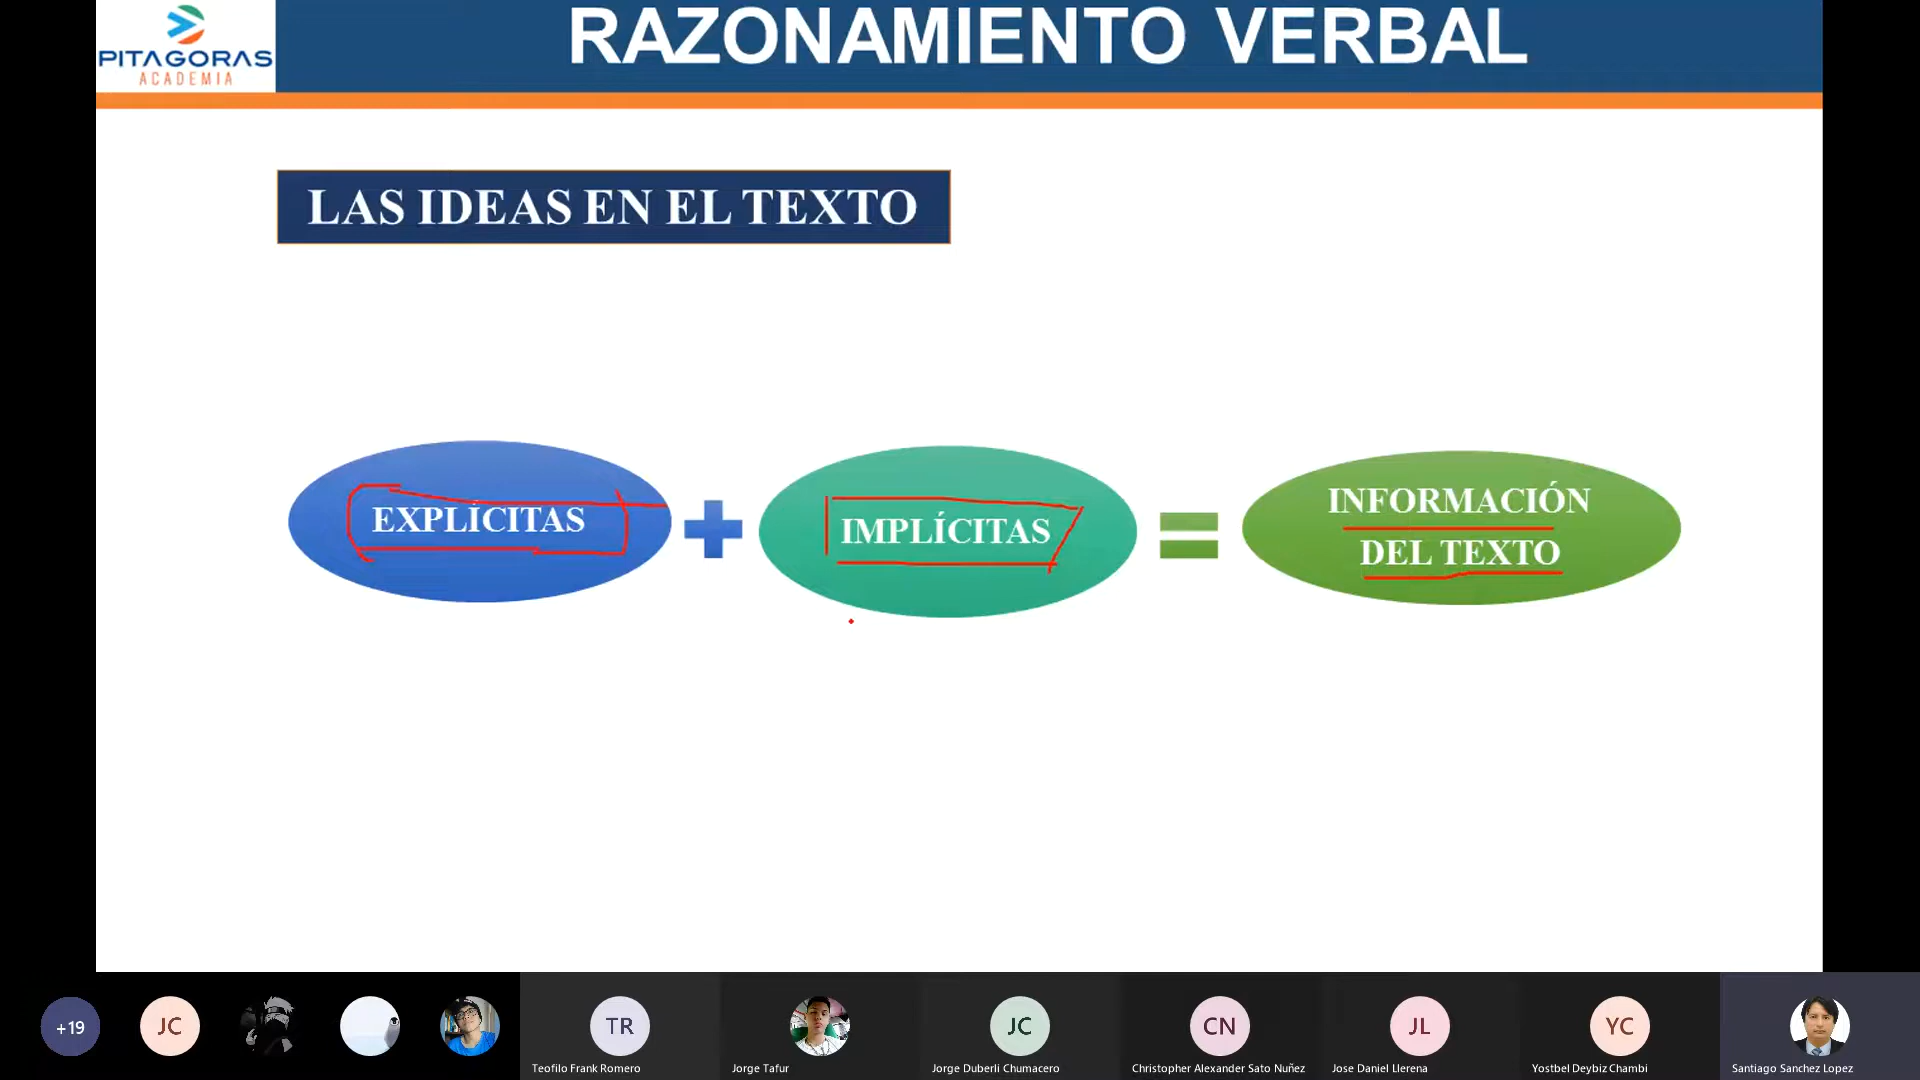 PITAGORAS
ACADEMIA
RAZONAMIENTO VERBAL
LAS IDEAS EN EL TEXTO
EXPLÍCITAS
IMPLÍCITAS
INFORMACIÓN
DEL TEXTO
+19
JC
TR
JC
CN
JL
YC
Teofilo Frank Romero
Jorge Tafur
Jorge Duberli Chumacero
Christopher Alexander Sato Nuñez
Jose Daniel Llerena
Yostbel Deybiz Chambi
Santiago Sanchez Lopez